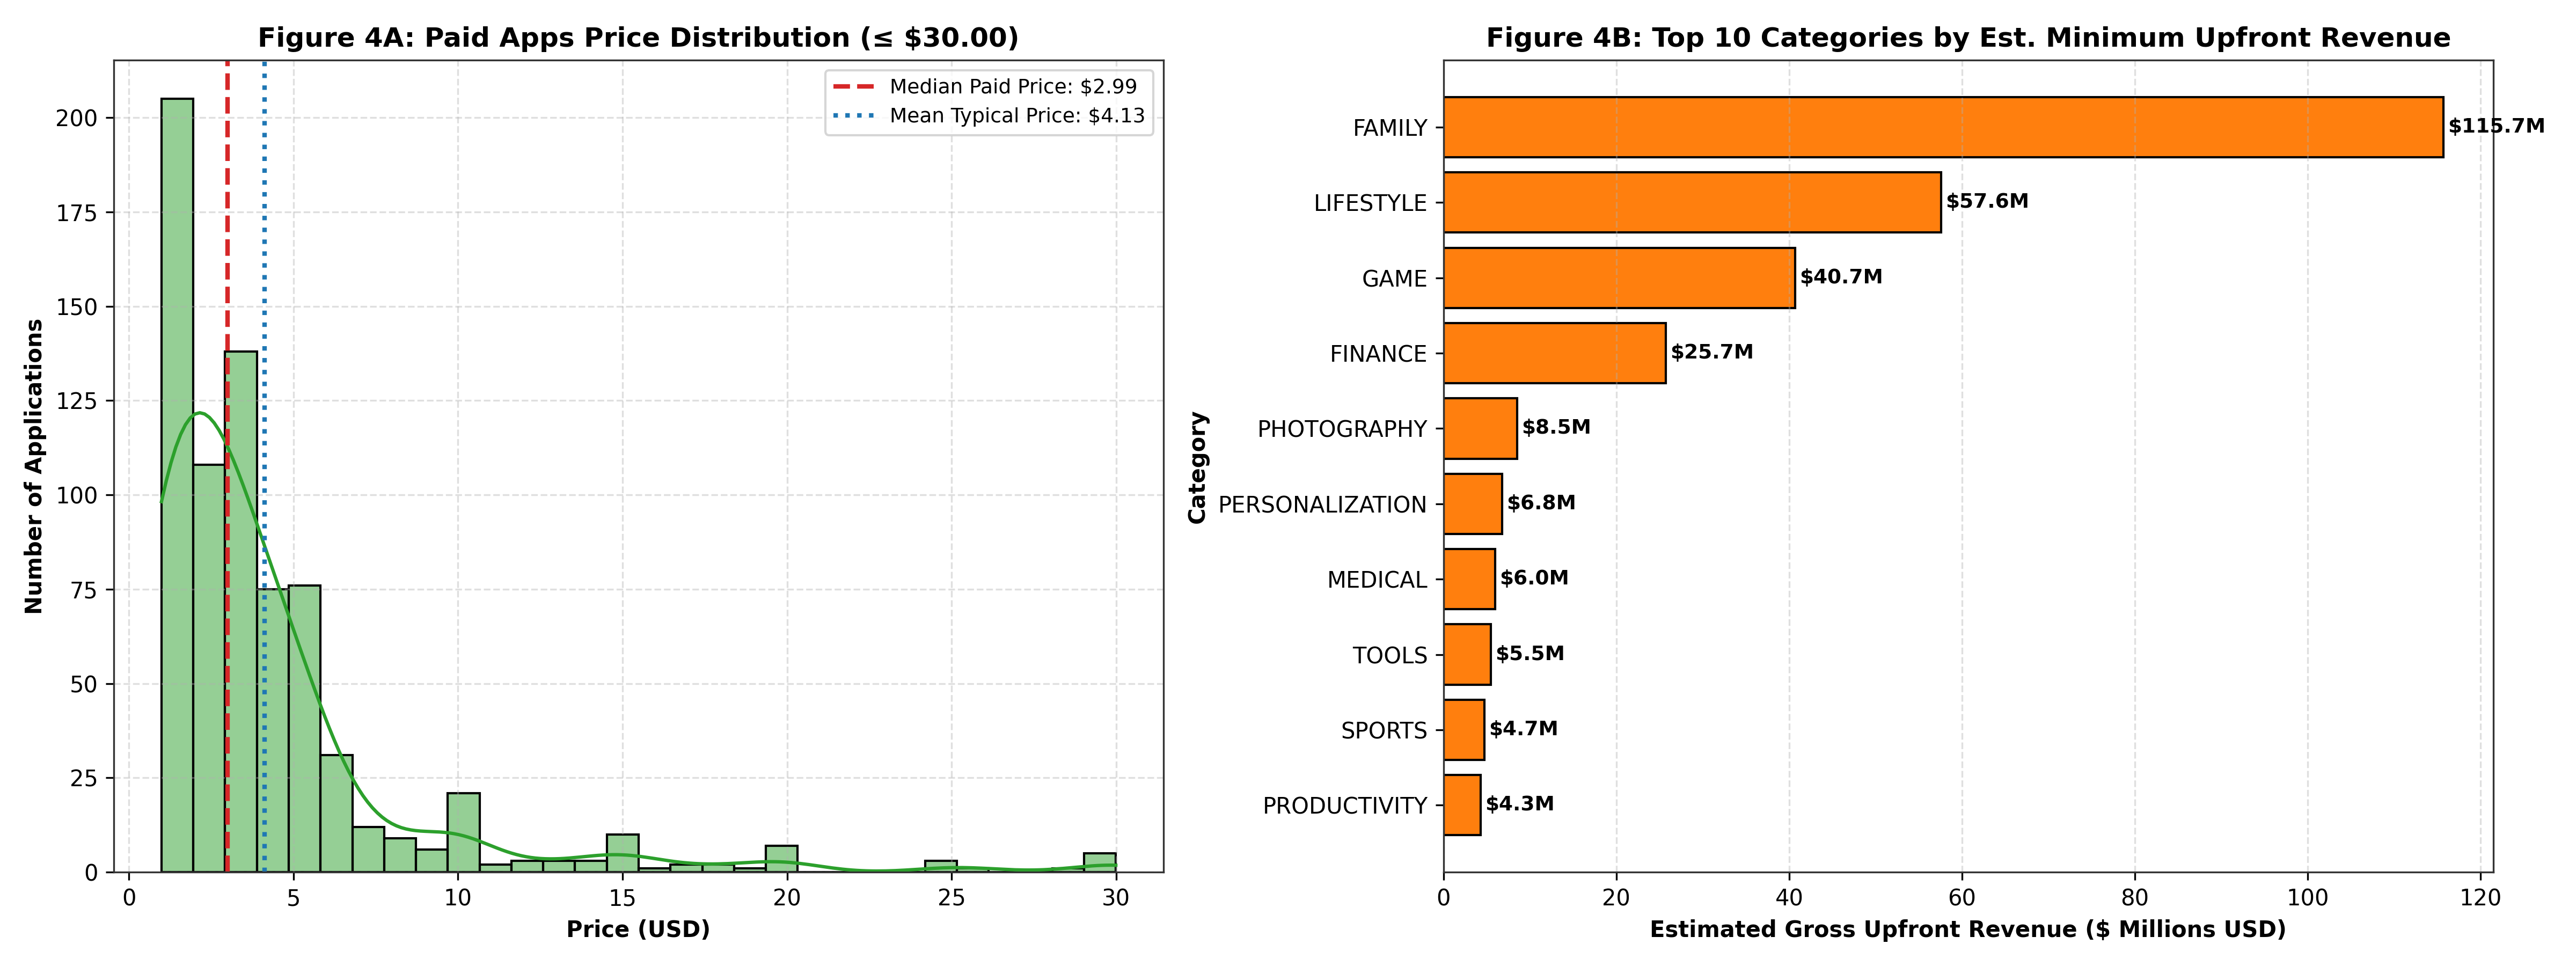 Figure 4A: Paid Apps Price Distribution (≤ $30.00)
Median Paid Price: $2.99
Mean Typical Price: $4.13
Number of Applications
200
175
150
125
100
75
50
25
0
0 5 10 15 20 25 30
Price (USD)
Figure 4B: Top 10 Categories by Est. Minimum Upfront Revenue
Category
FAMILY $115.7M
LIFESTYLE $57.6M
GAME $40.7M
FINANCE $25.7M
PHOTOGRAPHY $8.5M
PERSONALIZATION $6.8M
MEDICAL $6.0M
TOOLS $5.5M
SPORTS $4.7M
PRODUCTIVITY $4.3M
0 20 40 60 80 100 120
Estimated Gross Upfront Revenue ($ Millions USD)